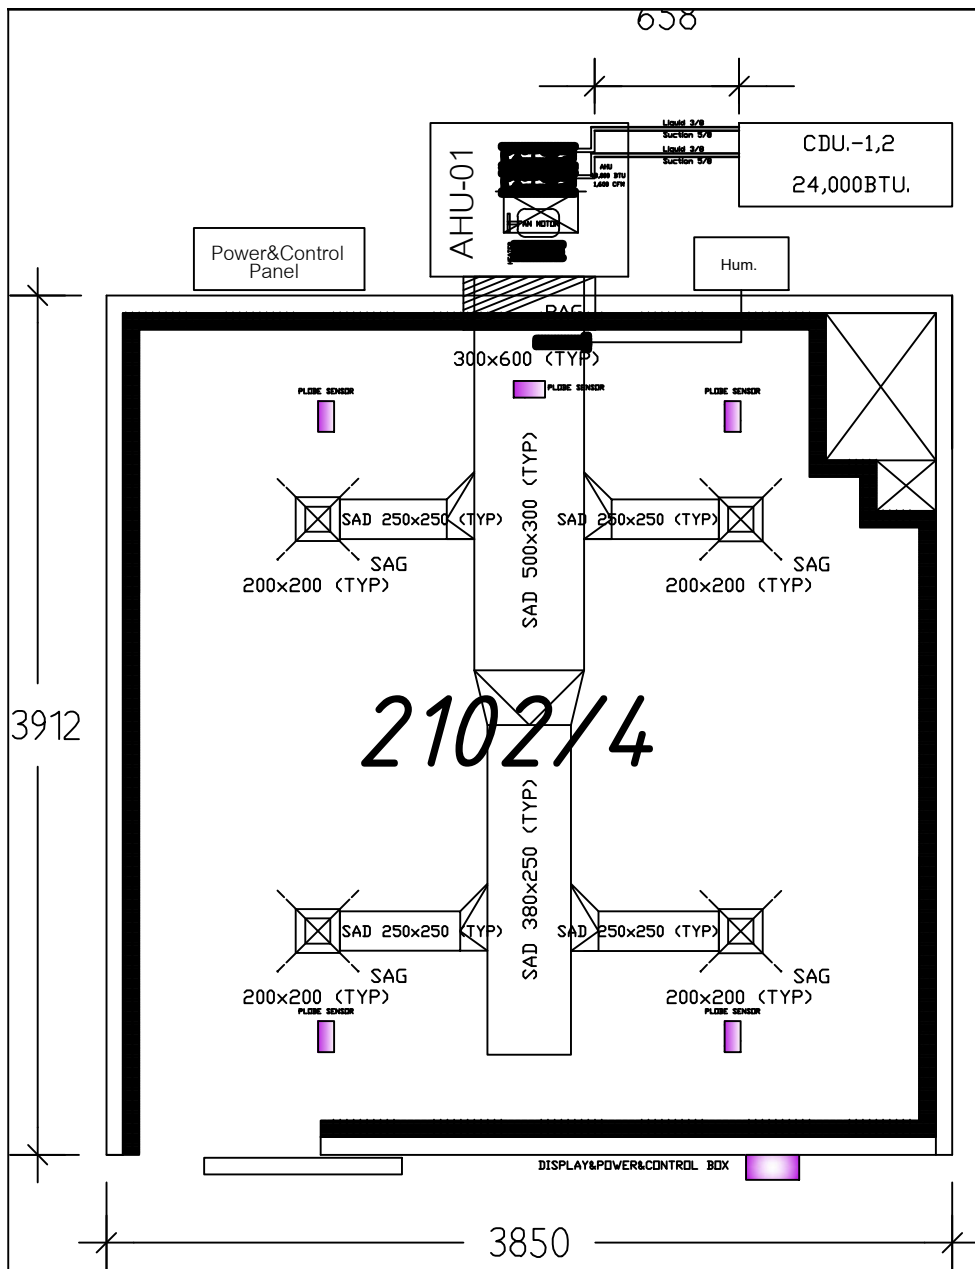 658
Liquid 3/8
Suction 5/8
Liquid 3/8
Suction 5/8
CDU.-1,2
24,000BTU.
AHU-01
AHU
1,600 CFM
FAN MOTOR
HEATER
Power&Control
Panel
Hum.
RAG
300x600 (TYP)
PLOBE SENSOR
PLOBE SENSOR
PLOBE SENSOR
SAD 500x300 (TYP)
SAD 250x250 (TYP)
SAD 250x250 (TYP)
SAG
200x200 (TYP)
SAG
200x200 (TYP)
3912
2102/4
SAD 380x250 (TYP)
SAD 250x250 (TYP)
SAD 250x250 (TYP)
SAG
200x200 (TYP)
SAG
200x200 (TYP)
PLOBE SENSOR
PLOBE SENSOR
DISPLAY&POWER&CONTROL BOX
3850